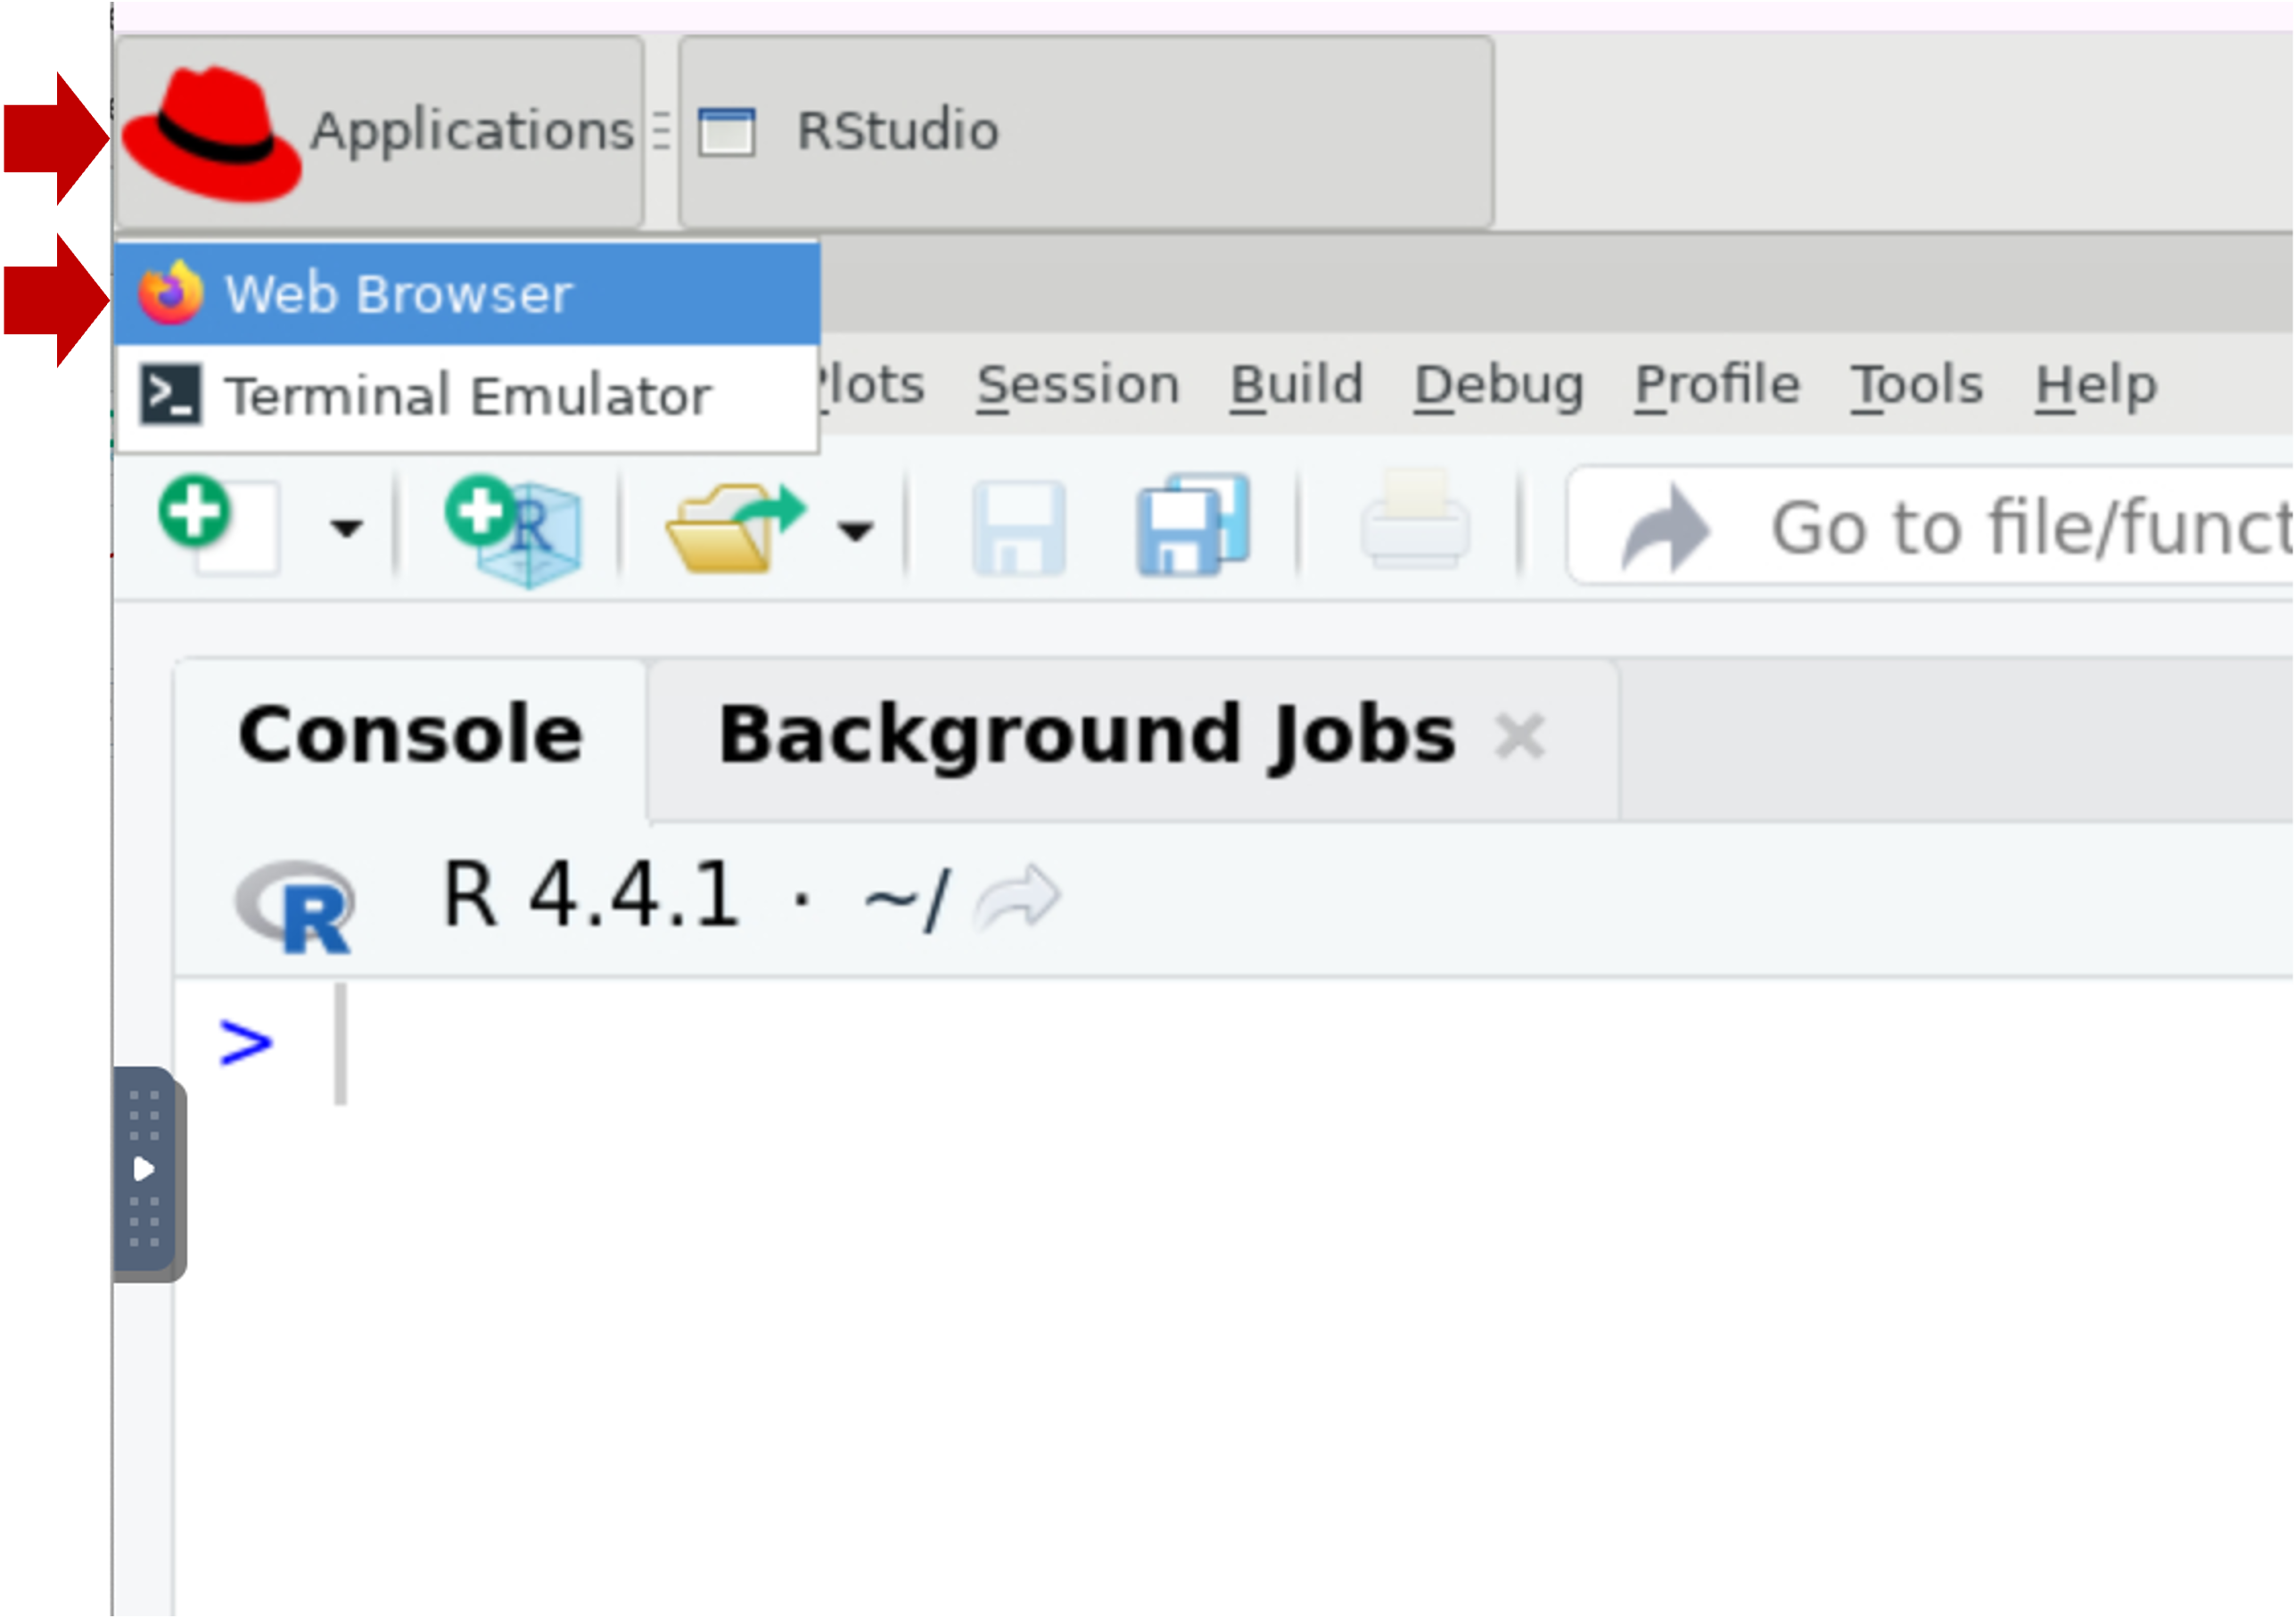 Applications RStudio
Web Browser
Terminal Emulator
lots Session Build Debug Profile Tools Help
R
Go to file/funct
Console Background Jobs
R R 4.4.1 · ~/
>